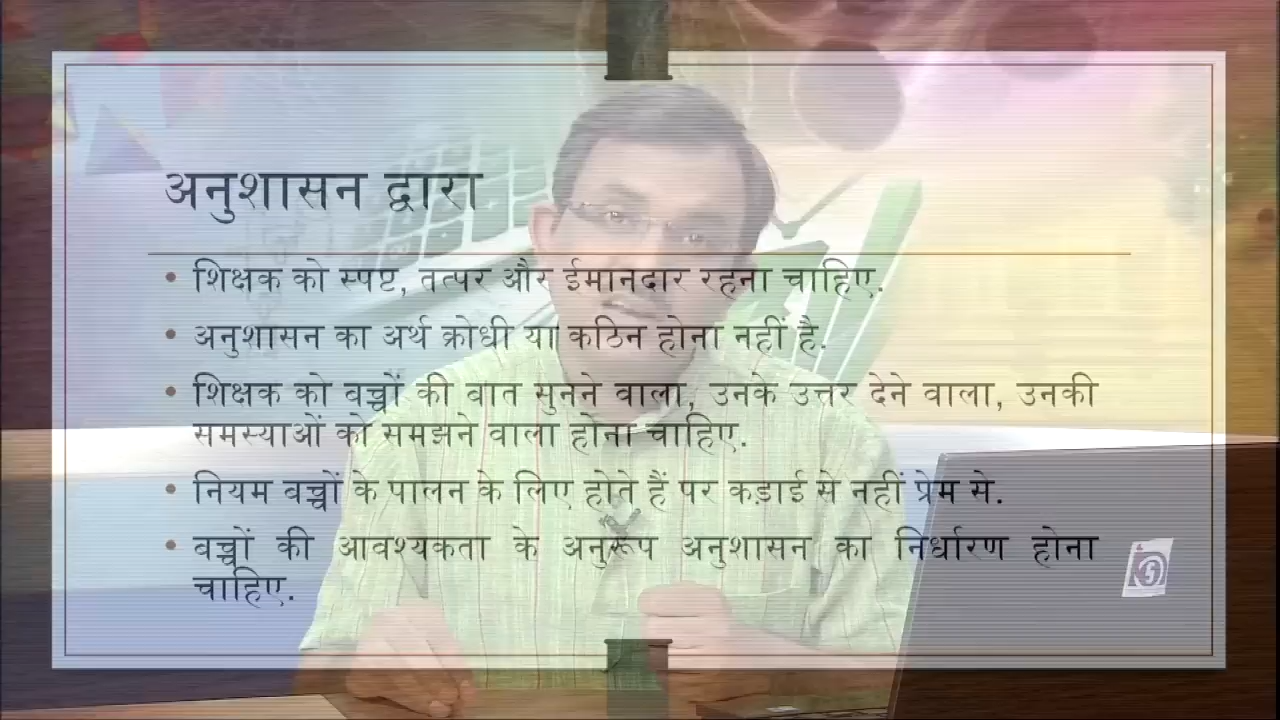 अनुशासन द्वारा
• शिक्षक को स्पष्ट, तत्पर और ईमानदार रहना चाहिए.
• अनुशासन का अर्थ क्रोधी या कठिन होना नहीं है.
• शिक्षक को बच्चों की बात सुनने वाला, उनके उत्तर देने वाला, उनकी
समस्याओं को समझने वाला होना चाहिए.
• नियम बच्चों के पालन के लिए होते हैं पर कड़ाई से नहीं प्रेम से.
• बच्चों की आवश्यकता के अनुरूप अनुशासन का निर्धारण होना
चाहिए.